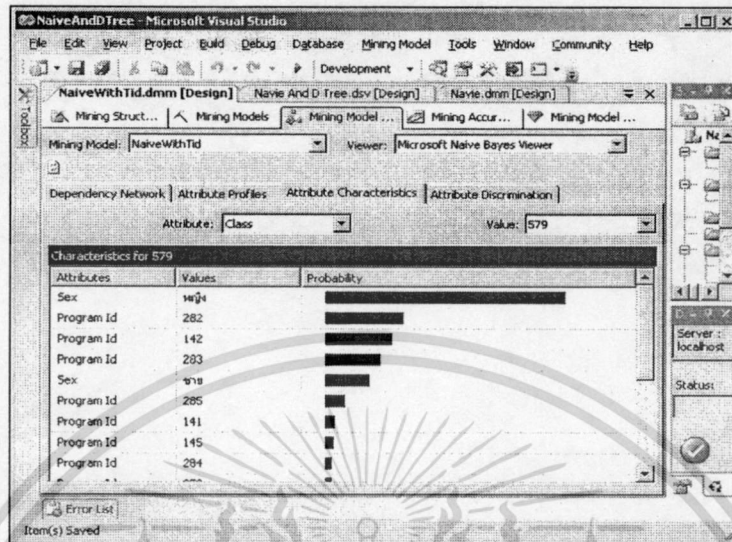 NaiveAndDTree - Microsoft Visual Studio
File Edit View Project Build Debug Database Mining Model Tools Window Community Help
Development
NaiveWithTid.dmm [Design] Navie And D Tree.dsv [Design] Navie.dmm [Design]
Toolbox
Mining Struct... Mining Models Mining Model ... Mining Accur... Mining Model ...
Mining Model: NaiveWithTid Viewer: Microsoft Naive Bayes Viewer
Dependency Network Attribute Profiles Attribute Characteristics Attribute Discrimination
Attribute: Class Value: 579
Characteristics for 579
Attributes Values Probability
Sex หญิง
Program Id 282
Program Id 142
Program Id 283
Sex ชาย
Program Id 285
Program Id 141
Program Id 145
Program Id 284
Server :
localhost
Status:
Error List
Item(s) Saved